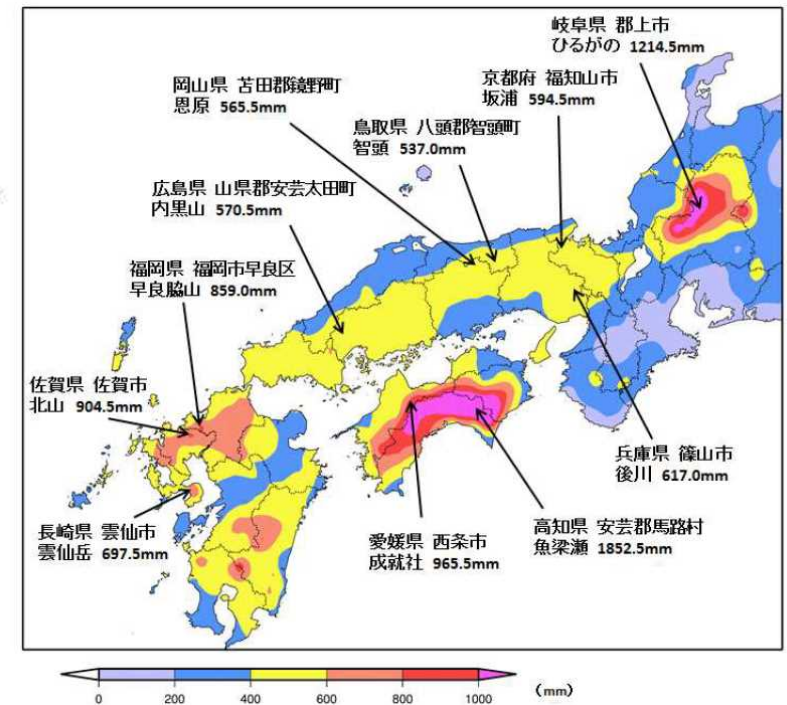 岐阜県 郡上市
ひるがの 1214.5mm
岡山県 苫田郡鏡野町
恩原 565.5mm
京都府 福知山市
坂浦 594.5mm
鳥取県 八頭郡智頭町
智頭 537.0mm
広島県 山県郡安芸太田町
内黒山 570.5mm
福岡県 福岡市早良区
早良脇山 859.0mm
佐賀県 佐賀市
北山 904.5mm
兵庫県 篠山市
後川 617.0mm
長崎県 雲仙市
雲仙岳 697.5mm
愛媛県 西条市
成就社 965.5mm
高知県 安芸郡馬路村
魚梁瀬 1852.5mm
0 200 400 600 800 1000 (mm)